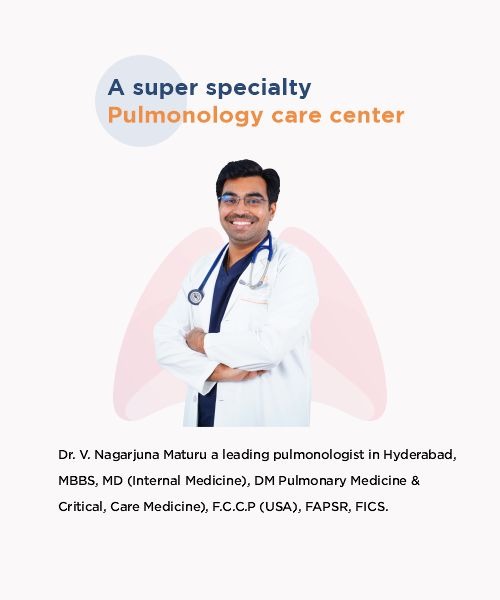 A super specialty
Pulmonology care center
Dr. V. Nagarjuna Maturu a leading pulmonologist in Hyderabad,
MBBS, MD (Internal Medicine), DM Pulmonary Medicine &
Critical, Care Medicine), F.C.C.P (USA), FAPSR, FICS.